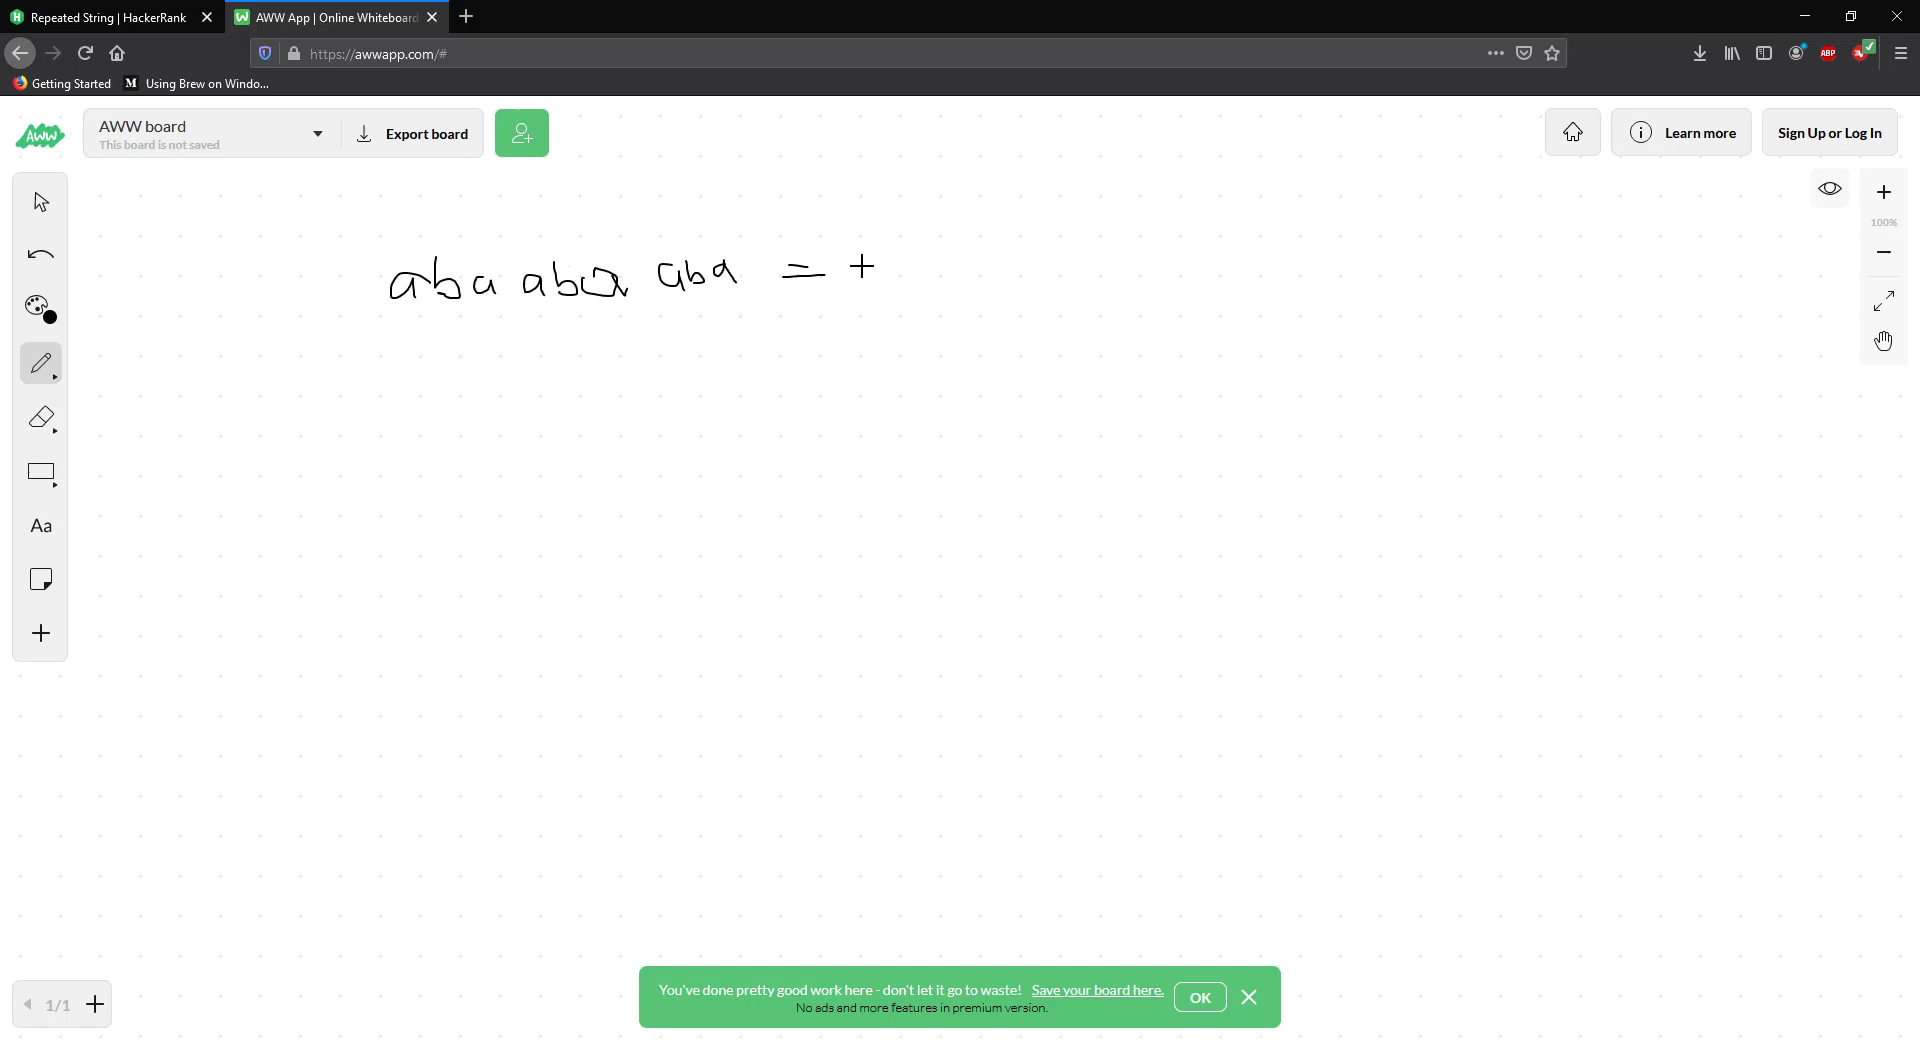 Repeated String | HackerRank
AWW App | Online Whiteboard
https://awwapp.com/#
ABP
Getting Started
M Using Brew on Windo...
AWW
AWW board
This board is not saved
Export board
Learn more
Sign Up or Log In
100%
aba aba aba =
Aa
1/1
You've done pretty good work here - don't let it go to waste! Save your board here.
No ads and more features in premium version.
OK